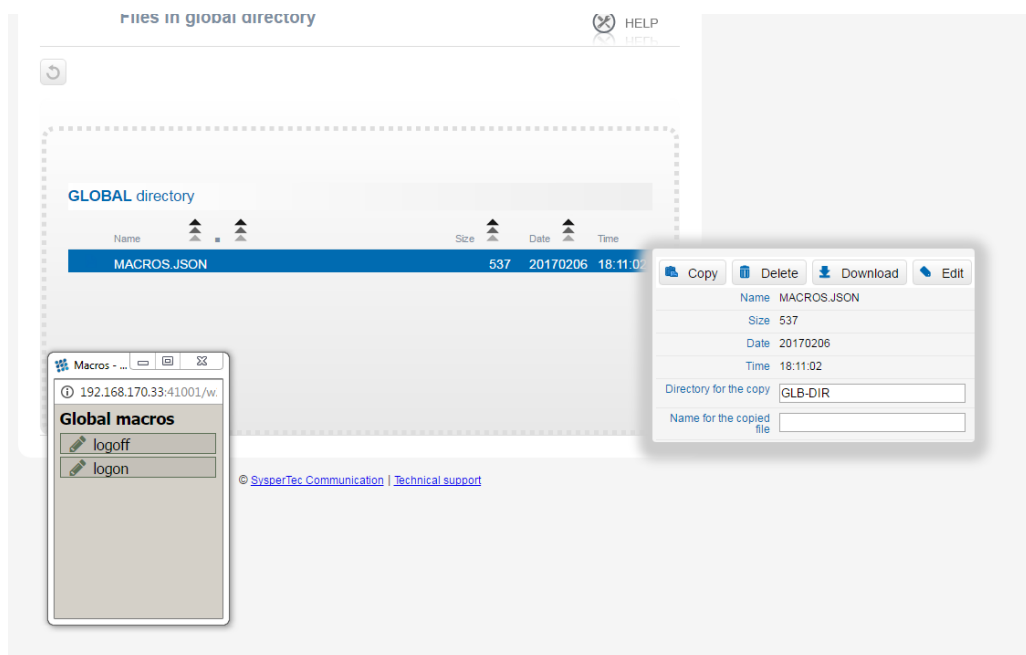 Files in global directory
HELP
GLOBAL directory
Name
Size
Date
Time
MACROS.JSON 537 20170206 18:11:02
Copy Delete Download Edit
Name MACROS.JSON
Size 537
Date 20170206
Time 18:11:02
Directory for the copy GLB-DIR
Name for the copied
file
Macros - ...
192.168.170.33:41001/w.
Global macros
logoff
logon
© SysperTec Communication | Technical support